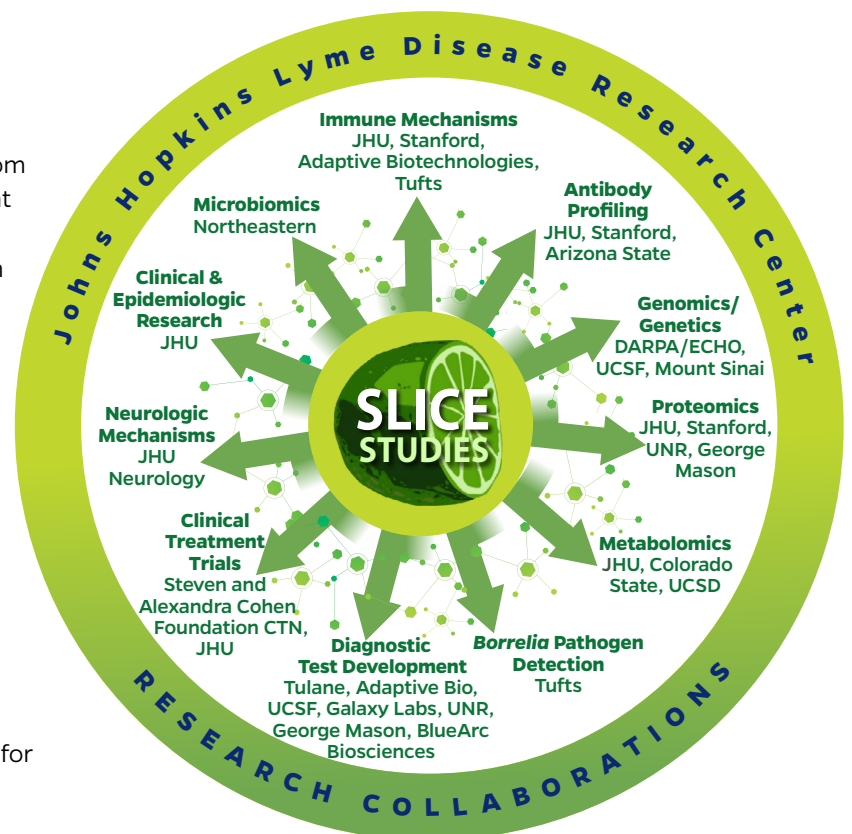 Johns Hopkins Lyme Disease Research Center
Immune Mechanisms
JHU, Stanford,
Adaptive Biotechnologies,
Tufts
Antibody
Profiling
JHU, Stanford,
Arizona State
Genomics/
Genetics
DARPA/ECHO,
UCSF, Mount Sinai
Proteomics
JHU, Stanford,
UNR, George
Mason
Metabolomics
JHU, Colorado
State, UCSD
Borrelia Pathogen
Detection
Tufts
Diagnostic
Test Development
Tulane, Adaptive Bio,
UCSF, Galaxy Labs, UNR,
George Mason, BlueArc
Biosciences
Clinical
Treatment
Trials
Steven and
Alexandra Cohen
Foundation CTN,
JHU
Neurologic
Mechanisms
JHU
Neurology
Clinical &
Epidemiologic
Research
JHU
Microbiomics
Northeastern
SLICE
STUDIES
RESEARCH COLLABORATIONS
for